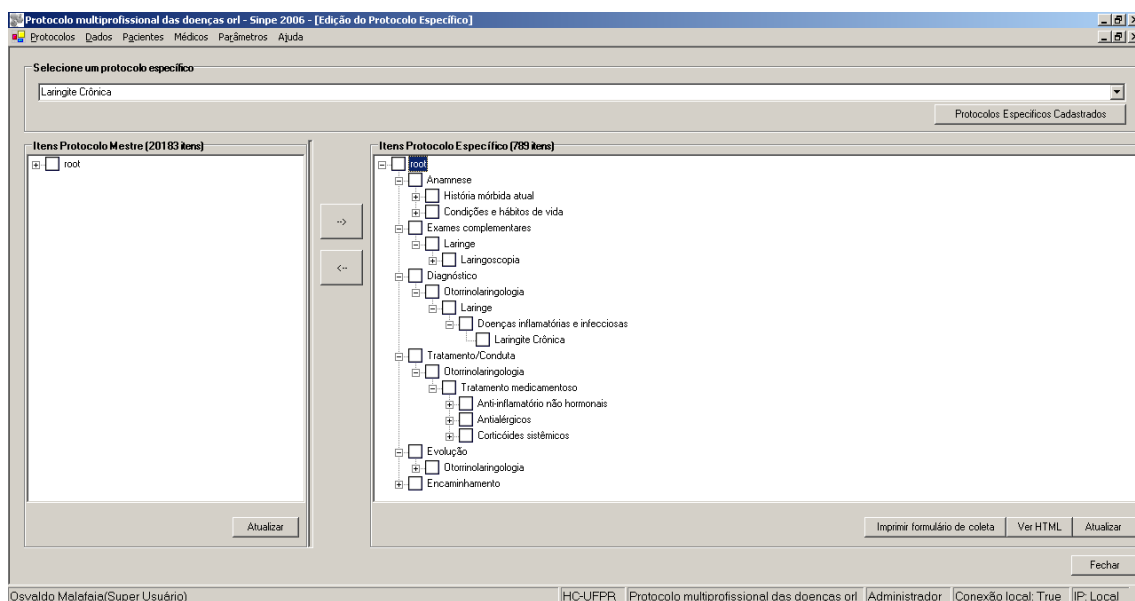 Protocolo multiprofissional das doenças orl - Sinpe 2006 - [Edição do Protocolo Específico]
Protocolos Dados Pacientes Médicos Parâmetros Ajuda
Selecione um protocolo específico
Laringite Crônica
Protocolos Especificos Cadastrados
Itens Protocolo Mestre (20183 itens)
root
Atualizar
-->
<--
Itens Protocolo Específico (789 itens)
root
Anamnese
História mórbida atual
Condições e hábitos de vida
Exames complementares
Laringe
Laringoscopia
Diagnóstico
Otorrinolaringologia
Laringe
Doenças inflamatórias e infecciosas
Laringite Crônica
Tratamento/Conduta
Otorrinolaringologia
Tratamento medicamentoso
Anti-inflamatório não hormonais
Antialérgicos
Corticóides sistêmicos
Evolução
Otorrinolaringologia
Encaminhamento
Imprimir formulário de coleta Ver HTML Atualizar
Fechar
Osvaldo Malafaia(Super Usuário) HC-UFPR Protocolo multiprofissional das doenças orl Administrador Conexão local: True IP: Local